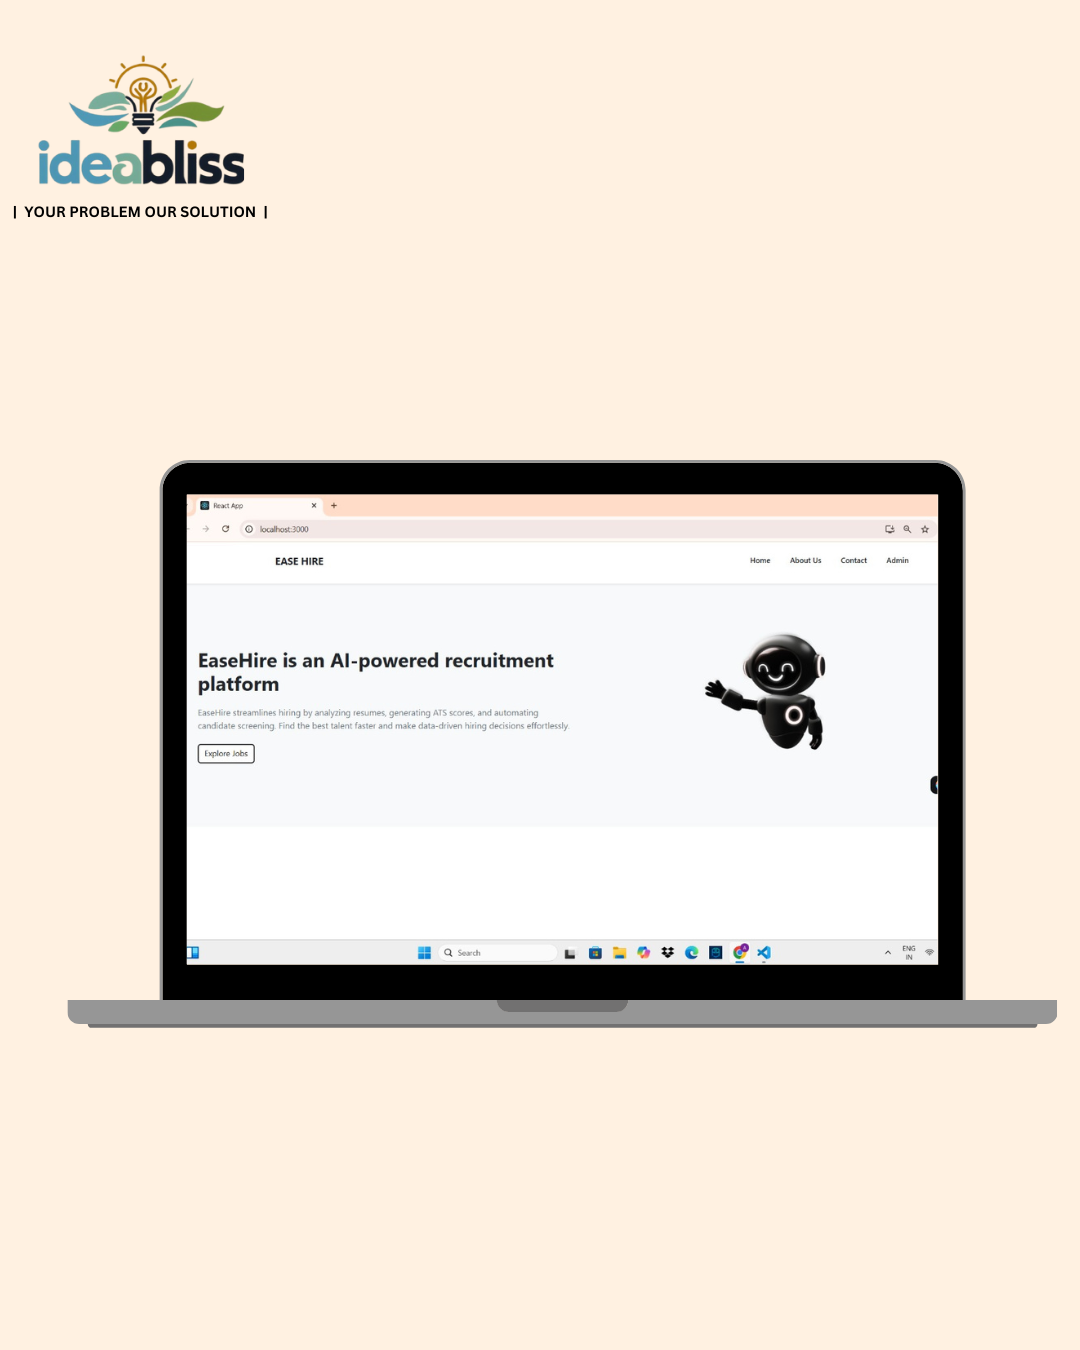 ideabliss
| YOUR PROBLEM OUR SOLUTION |
React App
localhost:3000
EASE HIRE
Home About Us Contact Admin
EaseHire is an AI-powered recruitment
platform
EaseHire streamlines hiring by analyzing resumes, generating ATS scores, and automating
candidate screening. Find the best talent faster and make data-driven hiring decisions effortlessly.
Explore Jobs
Search
ENG
IN